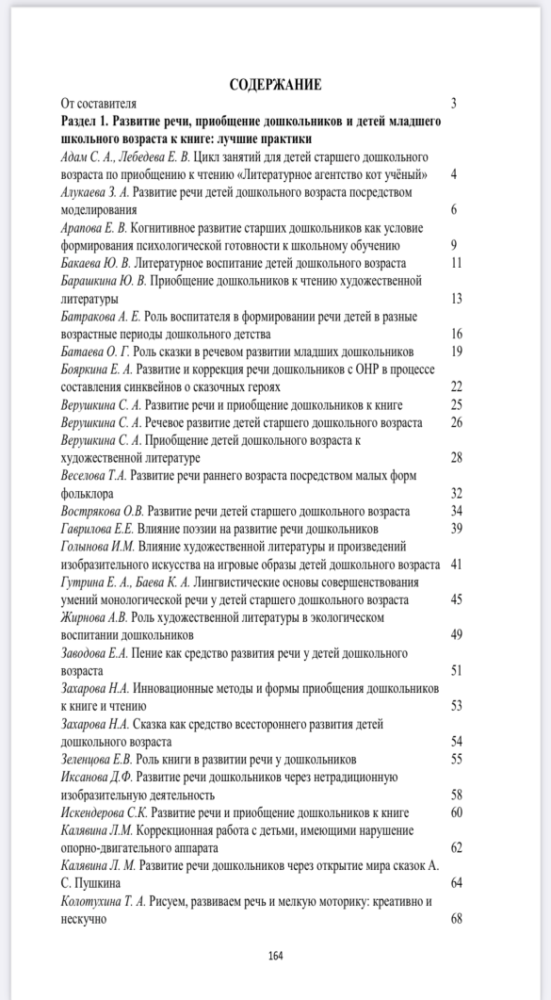 СОДЕРЖАНИЕ
От составителя 3
Раздел 1. Развитие речи, приобщение дошкольников и детей младшего
школьного возраста к книге: лучшие практики
Адам С. А., Лебедева Е. В. Цикл занятий для детей старшего дошкольного
возраста по приобщению к чтению «Литературное агентство кот учёный» 4
Алукаева З. А. Развитие речи детей дошкольного возраста посредством
моделирования 6
Арапова Е. В. Когнитивное развитие старших дошкольников как условие
формирования психологической готовности к школьному обучению 9
Бакаева Ю. В. Литературное воспитание детей дошкольного возраста 11
Барашкина Ю. В. Приобщение дошкольников к чтению художественной
литературы 13
Батракова А. Е. Роль воспитателя в формировании речи детей в разные
возрастные периоды дошкольного детства 16
Батаева О. Г. Роль сказки в речевом развитии младших дошкольников 19
Бояркина Е. А. Развитие и коррекция речи дошкольников с ОНР в процессе
составления синквейнов о сказочных героях 22
Верушкина С. А. Развитие речи и приобщение дошкольников к книге 25
Верушкина С. А. Речевое развитие детей старшего дошкольного возраста 26
Верушкина С. А. Приобщение детей дошкольного возраста к
художественной литературе 28
Веселова Т.А. Развитие речи раннего возраста посредством малых форм
фольклора 32
Вострякова О.В. Развитие речи детей старшего дошкольного возраста 34
Гаврилова Е.Е. Влияние поэзии на развитие речи дошкольников 39
Голынова И.М. Влияние художественной литературы и произведений
изобразительного искусства на игровые образы детей дошкольного возраста 41
Гутрина Е. А., Баева К. А. Лингвистические основы совершенствования
умений монологической речи у детей старшего дошкольного возраста 45
Жирнова А.В. Роль художественной литературы в экологическом
воспитании дошкольников 49
Заводова Е.А. Пение как средство развития речи у детей дошкольного
возраста 51
Захарова Н.А. Инновационные методы и формы приобщения дошкольников
к книге и чтению 53
Захарова Н.А. Сказка как средство всестороннего развития детей
дошкольного возраста 54
Зеленцова Е.В. Роль книги в развитии речи у дошкольников 55
Иксанова Д.Ф. Развитие речи дошкольников через нетрадиционную
изобразительную деятельность 58
Искендерова С.К. Развитие речи и приобщение дошкольников к книге 60
Калявина Л.М. Коррекционная работа с детьми, имеющими нарушение
опорно-двигательного аппарата 62
Калявина Л. М. Развитие речи дошкольников через открытие мира сказок А.
С. Пушкина 64
Колотухина Т. А. Рисуем, развиваем речь и мелкую моторику: креативно и
нескучно 68
164